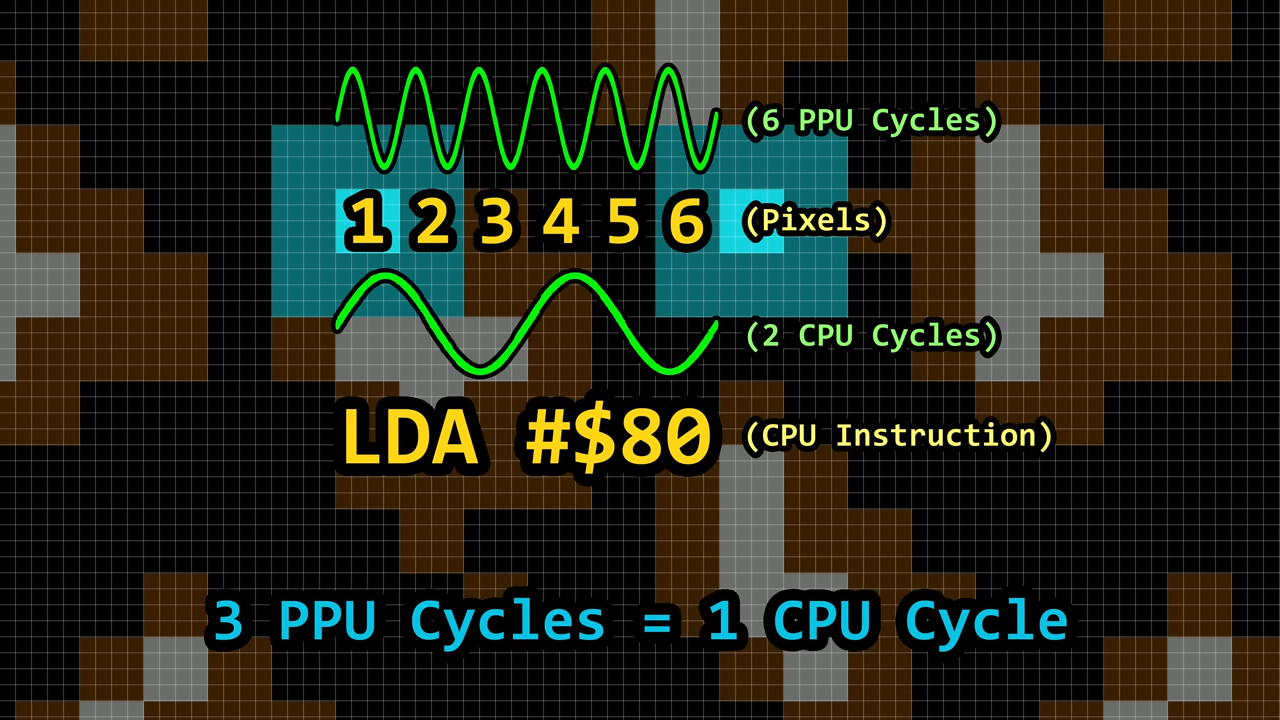 (6 PPU Cycles)
1 2 3 4 5 6 (Pixels)
(2 CPU Cycles)
LDA #$80 (CPU Instruction)
3 PPU Cycles = 1 CPU Cycle